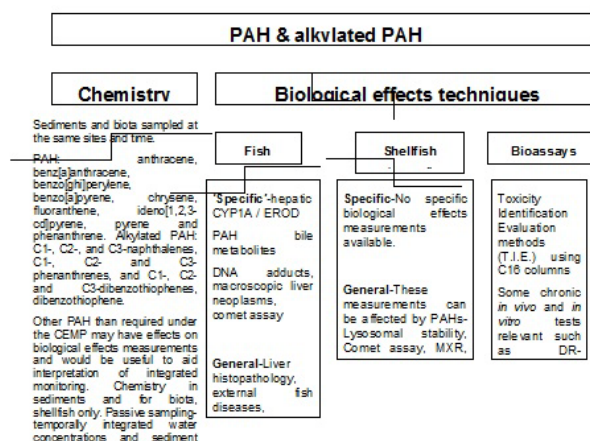 PAH & alkylated PAH
Chemistry
Biological effects techniques
Sediments and biota sampled at
the same sites and time.
PAH: anthracene,
benz[a]anthracene,
benzo[ghi]perylene,
benzo[a]pyrene, chrysene,
fluoranthene, ideno[1,2,3-
cd]pyrene, pyrene and
phenanthrene. Alkylated PAH:
C1-, C2-, and C3-naphthalenes,
C1-, C2- and C3-
phenanthrenes, and C1-, C2-
and C3-dibenzothiophenes,
dibenzothiophene.
Other PAH than required under
the CEMP may have effects on
biological effects measurements
and would be useful to aid
interpretation of integrated
monitoring. Chemistry in
sediments and for biota,
shellfish only. Passive sampling-
temporally integrated water
concentrations and sediment
Fish
'Specific'-hepatic
CYP1A / EROD
PAH bile
metabolites
DNA adducts,
macroscopic liver
neoplasms,
comet assay
General-Liver
histopathology,
external fish
diseases,
Shellfish
Specific-No specific
biological effects
measurements
available.
General-These
measurements can
be affected by PAHs-
Lysosomal stability,
Comet assay, MXR,
Bioassays
Toxicity
Identification
Evaluation
methods
(T.I.E.) using
C16 columns
Some chronic
in vivo and in
vitro tests
relevant such
as DR-